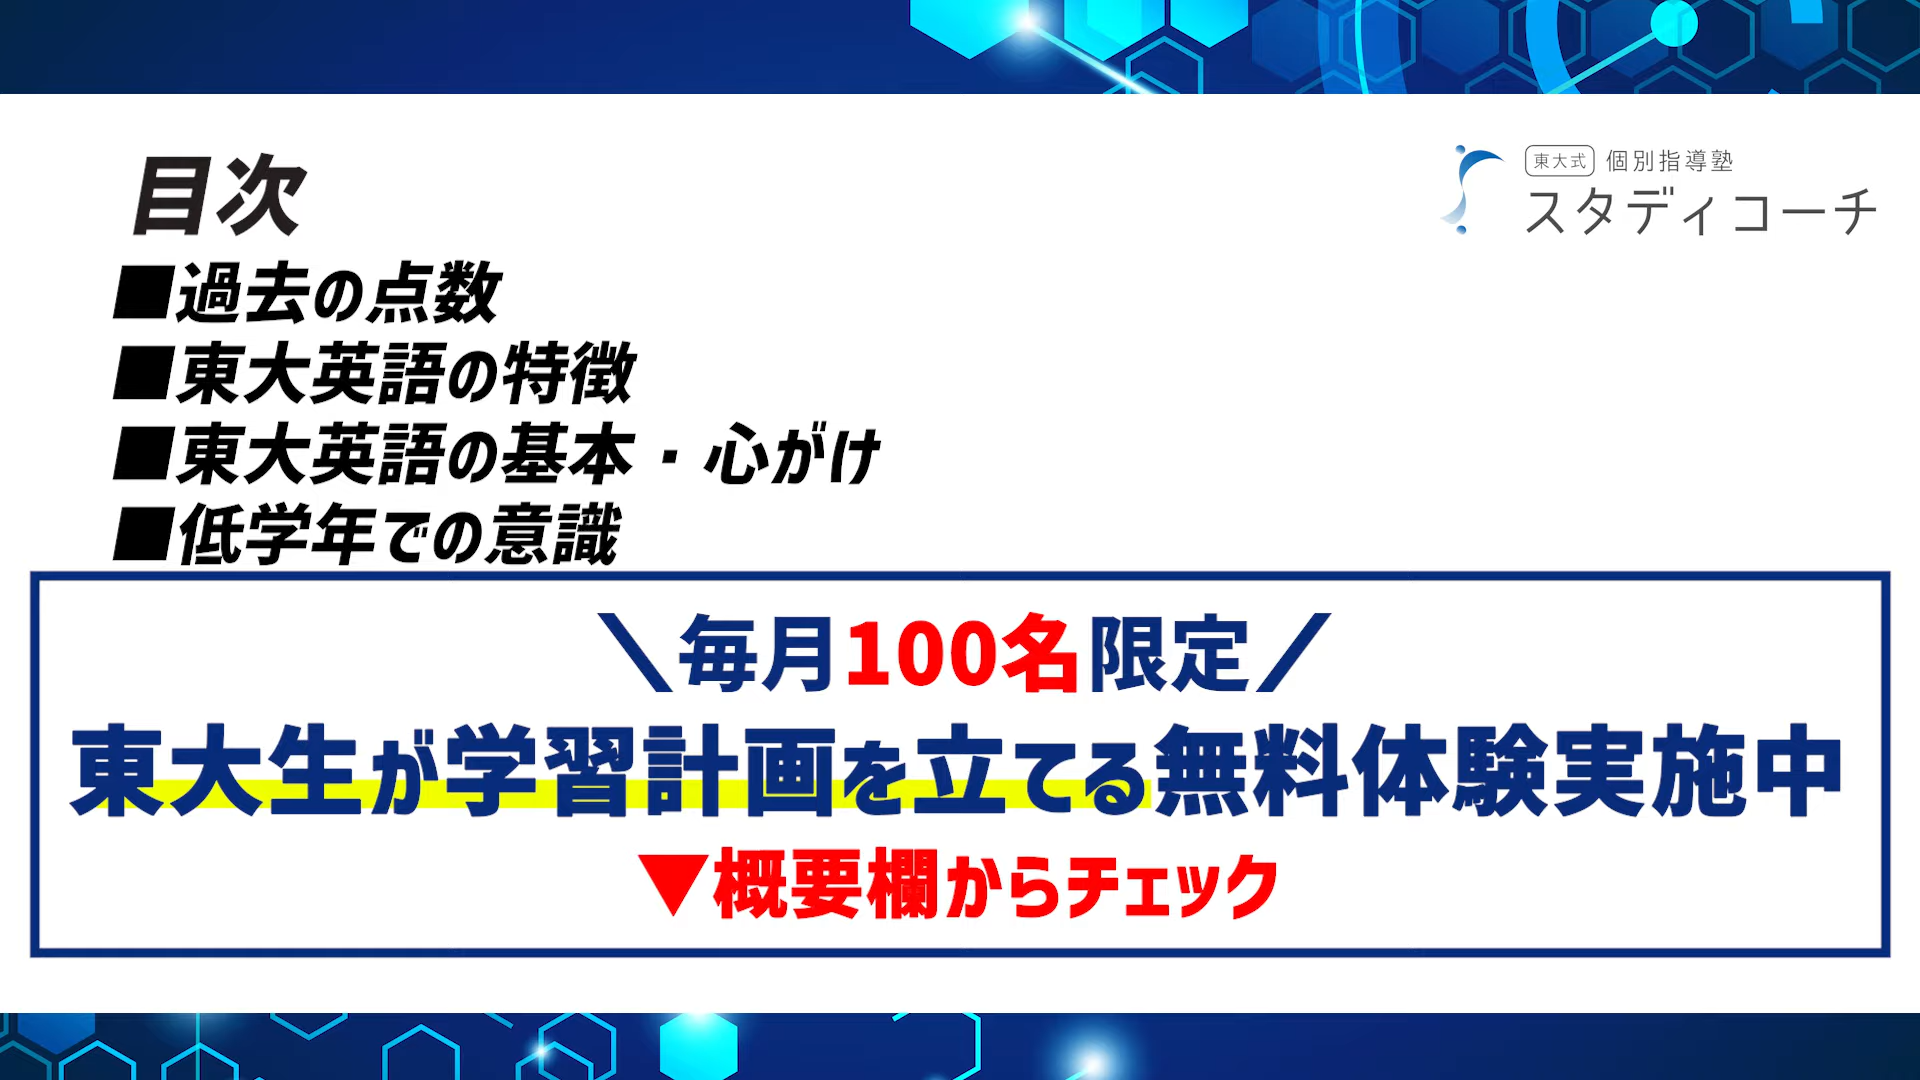 目次
東大式 個別指導塾
スタディコーチ
■過去の点数
■東大英語の特徴
■東大英語の基本・心がけ
■低学年での意識
＼毎月100名限定／
東大生が学習計画を立てる無料体験実施中
▼概要欄からチェック